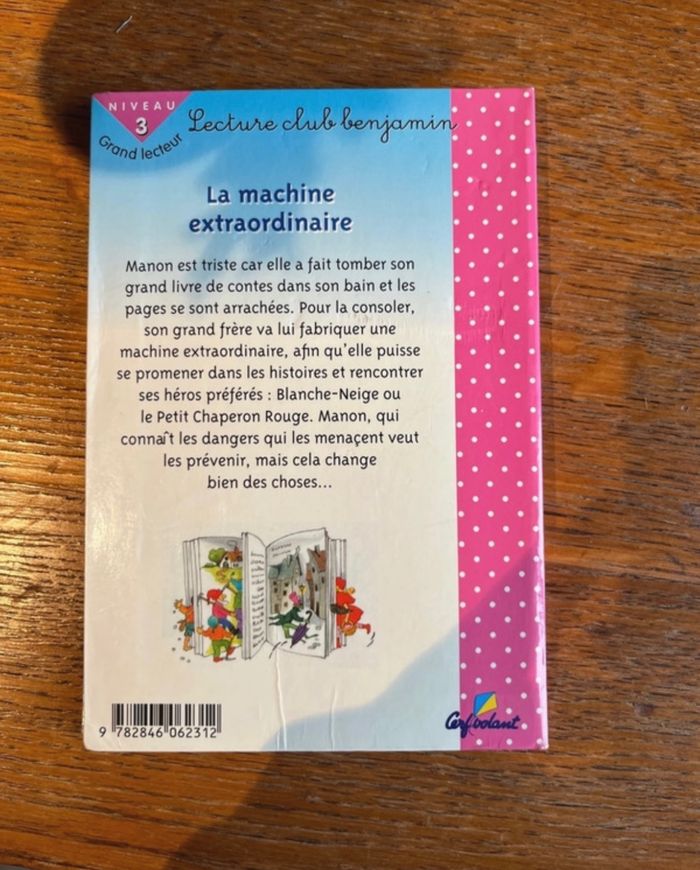 NIVEAU
3
Grand lecteur
Lecture club benjamin
La machine
extraordinaire
Manon est triste car elle a fait tomber son
grand livre de contes dans son bain et les
pages se sont arrachées. Pour la consoler,
son grand frère va lui fabriquer une
machine extraordinaire, afin qu'elle puisse
se promener dans les histoires et rencontrer
ses héros préférés : Blanche-Neige ou
le Petit Chaperon Rouge. Manon, qui
connaît les dangers qui les menaçent veut
les prévenir, mais cela change
bien des choses...
9 782846 062312
Cerf volant